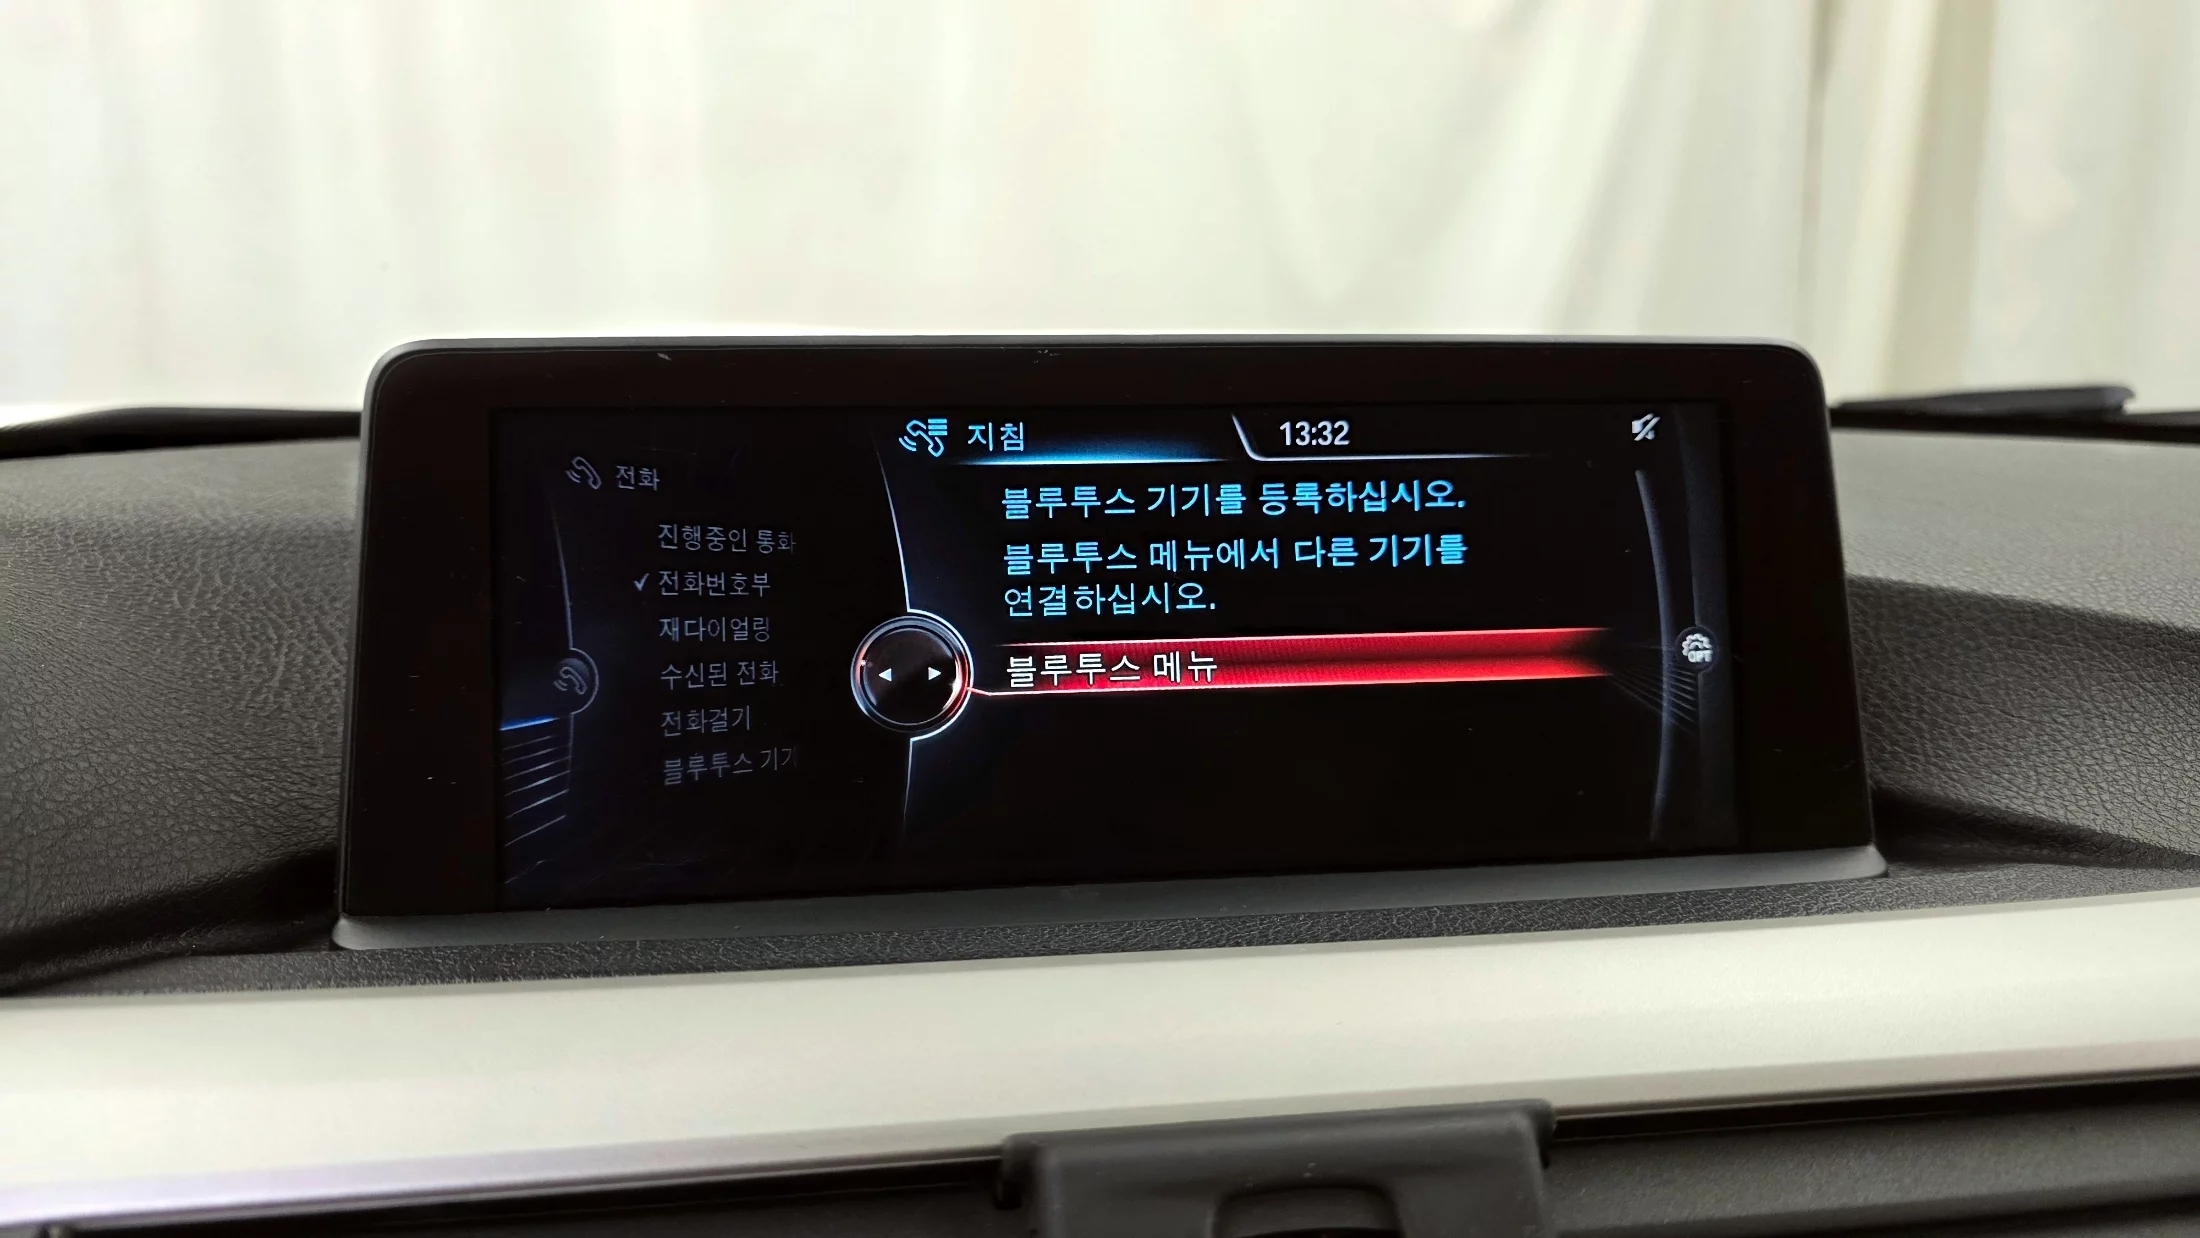 지침
13:32
전화
진행중인 통화
전화번호부
재다이얼링
수신된 전화
전화걸기
블루투스 기기
블루투스 기기를 등록하십시오.
블루투스 메뉴에서 다른 기기를
연결하십시오.
블루투스 메뉴
OPT